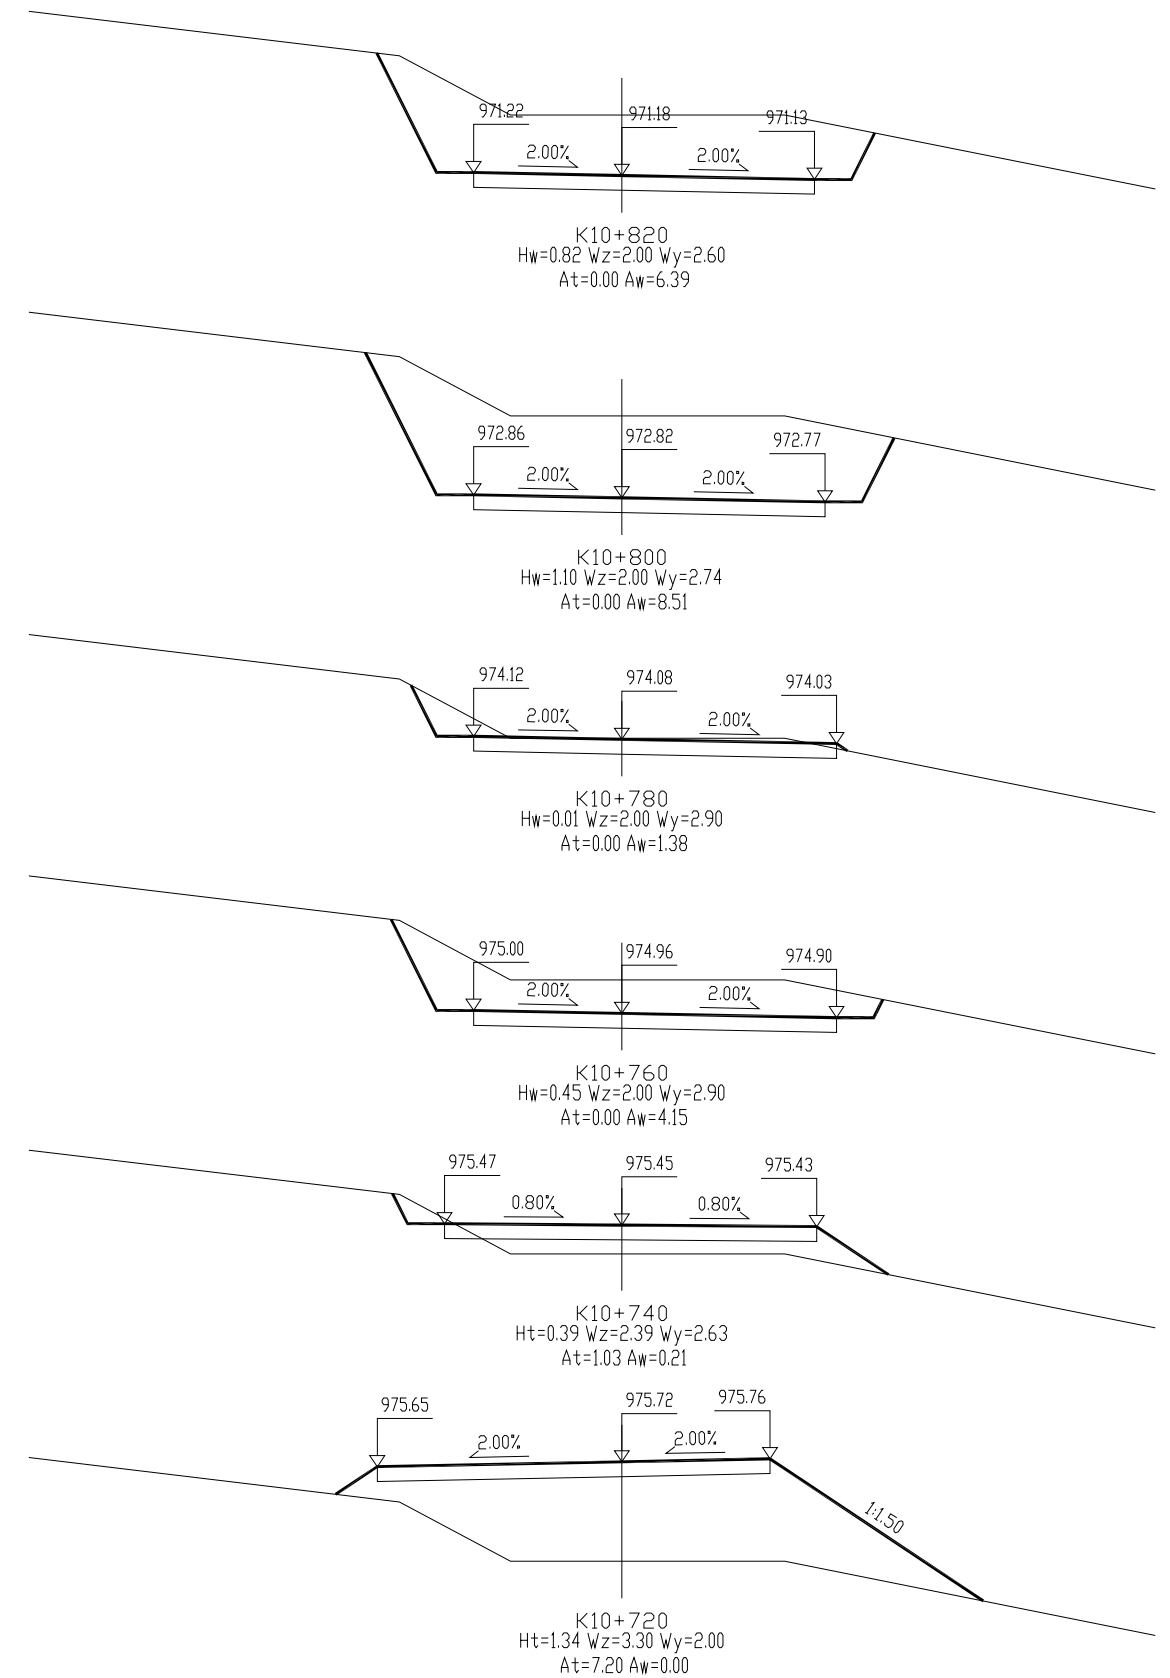 971.22 971.18 971.13
2.00% 2.00%
K10+820
Hw=0.82 Wz=2.00 Wy=2.60
At=0.00 Aw=6.39
972.86 972.82 972.77
2.00% 2.00%
K10+800
Hw=1.10 Wz=2.00 Wy=2.74
At=0.00 Aw=8.51
974.12 974.08 974.03
2.00% 2.00%
K10+780
Hw=0.01 Wz=2.00 Wy=2.90
At=0.00 Aw=1.38
975.00 974.96 974.90
2.00% 2.00%
K10+760
Hw=0.45 Wz=2.00 Wy=2.90
At=0.00 Aw=4.15
975.47 975.45 975.43
0.80% 0.80%
K10+740
Ht=0.39 Wz=2.39 Wy=2.63
At=1.03 Aw=0.21
975.65 975.72 975.76
2.00% 2.00%
1:1.50
K10+720
Ht=1.34 Wz=3.30 Wy=2.00
At=7.20 Aw=0.00